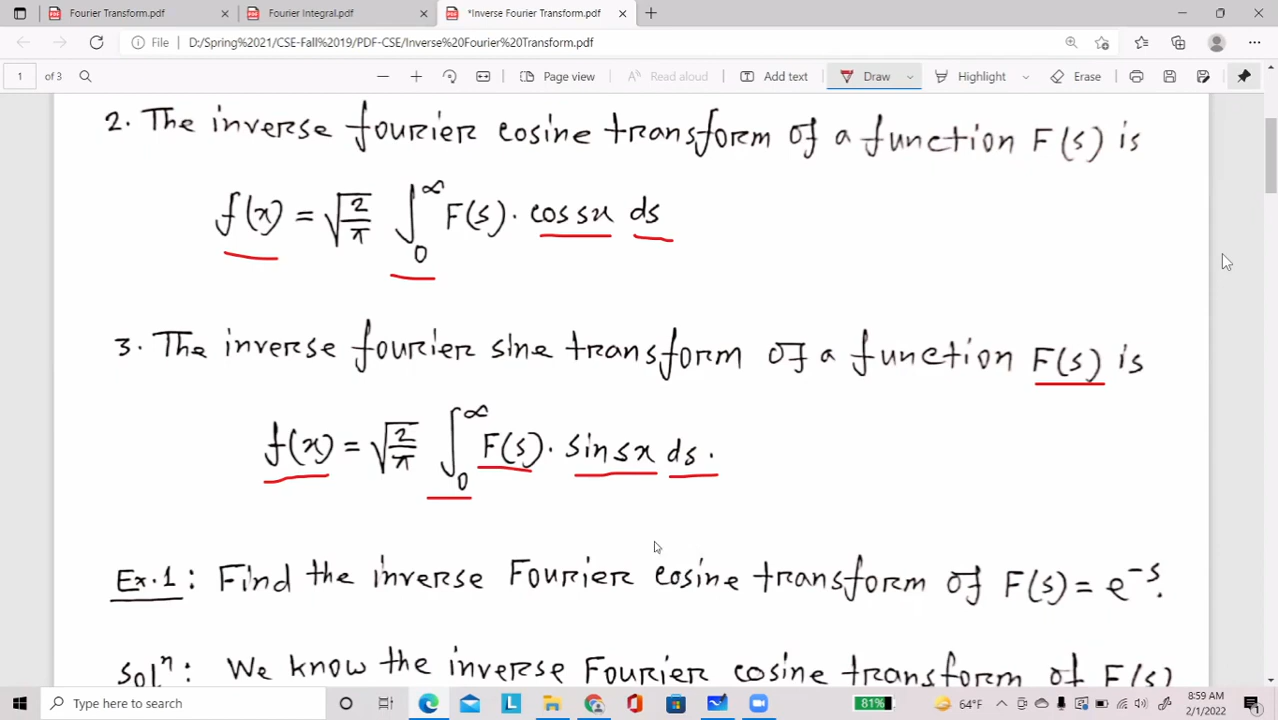 Fourier Transform.pdf
Fourier Integral.pdf
*Inverse Fourier Transform.pdf
File D:/Spring%2021/CSE-Fall%2019/PDF-CSE/Inverse%20Fourier%20Transform.pdf
1 of 3 Page view Read aloud Add text Draw Highlight Erase
2. The inverse fourier cosine transform of a function F(s) is
f(x) = √2/π ∫₀^∞ F(s) · cos sx ds
3. The inverse fourier sine transform of a function F(s) is
f(x) = √2/π ∫₀^∞ F(s) · sin sx ds.
Ex.1: Find the inverse Fourier cosine transform of F(s) = e^-s.
Solⁿ: We know the inverse Fourier cosine transform of F(s)
Type here to search
81%
64°F
8:59 AM
2/1/2022
1